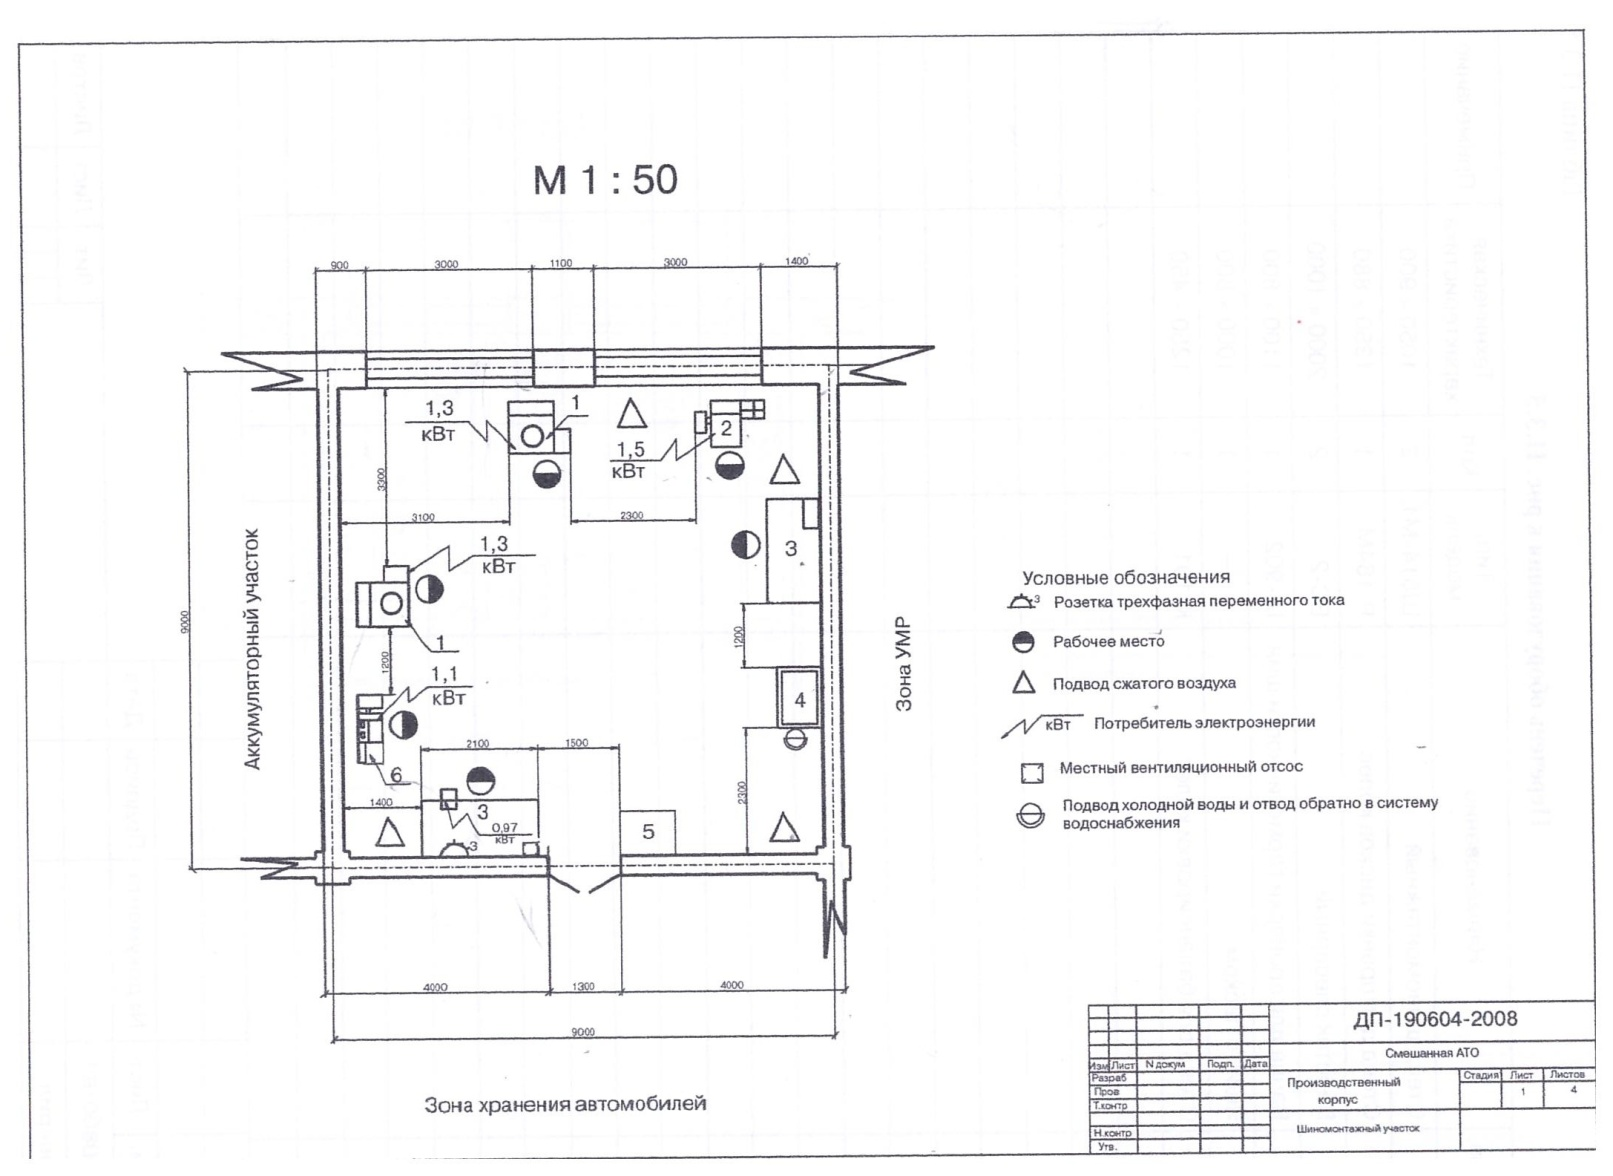 М 1 : 50
900
3000
1100
3000
1400
1,3
кВт
1
2
1,5
кВт
3300
3100
2300
1,3
кВт
3
9000
Аккумуляторный участок
1
1200
1200
1,1
кВт
4
Зона УМР
2100
1500
6
1400
2300
3
0,97
кВт
3
5
4000
1300
4000
9000
Зона хранения автомобилей
Условные обозначения
3 Розетка трехфазная переменного тока
Рабочее место
Подвод сжатого воздуха
кВт Потребитель электроэнергии
Местный вентиляционный отсос
Подвод холодной воды и отвод обратно в систему
водоснабжения
ДП-190604-2008
Смешанная АТО
Изм Лист N докум Подп. Дата
Разраб
Пров
Т.контр
Н.контр
Утв.
Производственный
корпус
Стадия Лист Листов
1 4
Шиномонтажный участок